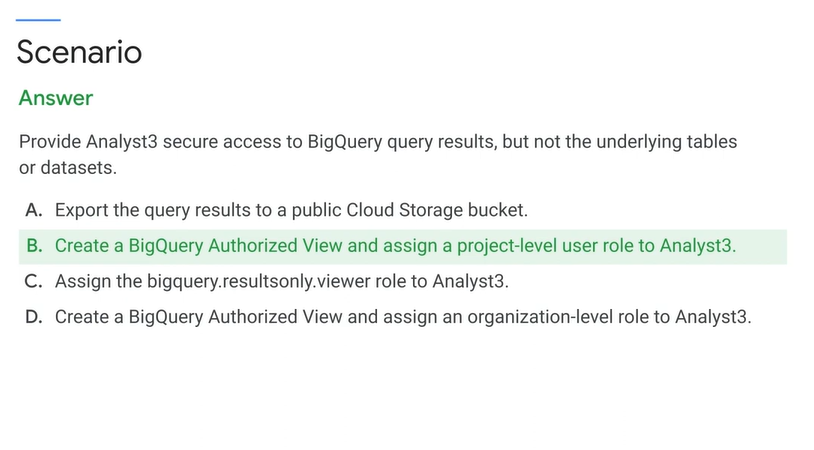 Scenario
Answer
Provide Analyst3 secure access to BigQuery query results, but not the underlying tables
or datasets.
A. Export the query results to a public Cloud Storage bucket.
B. Create a BigQuery Authorized View and assign a project-level user role to Analyst3.
C. Assign the bigquery.resultsonly.viewer role to Analyst3.
D. Create a BigQuery Authorized View and assign an organization-level role to Analyst3.